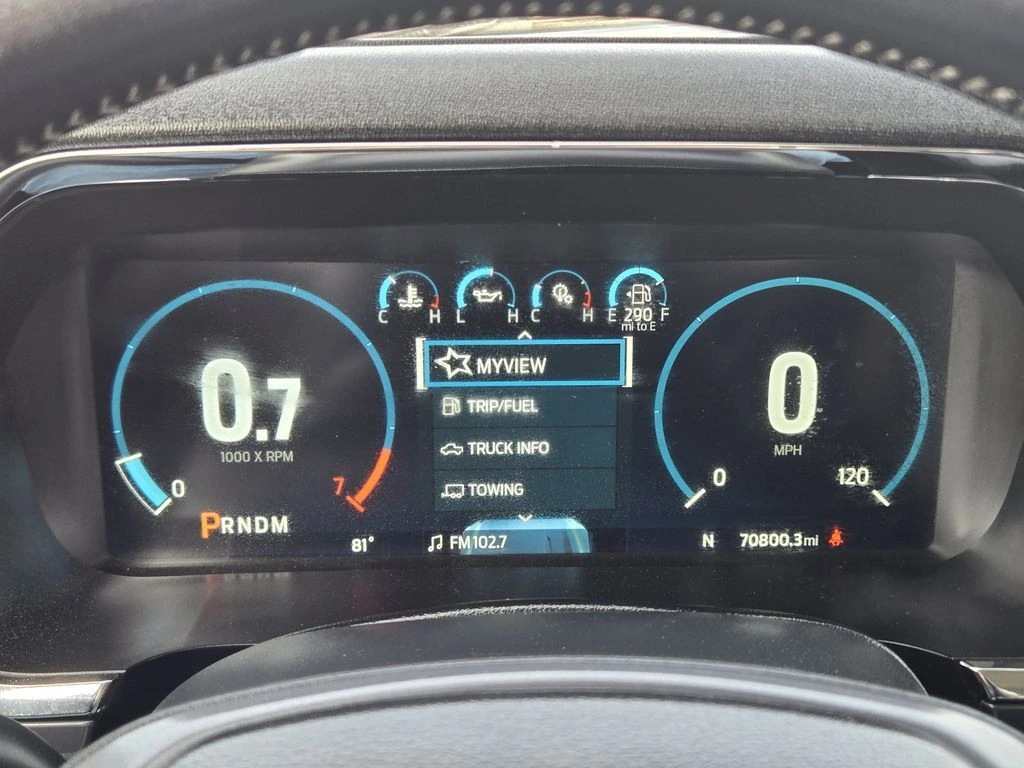 C H L H C H E 290 F
mi to E
MYVIEW
0.7
0
1000 X RPM
MPH
TRIP/FUEL
TRUCK INFO
0 7
0 120
TOWING
PRNDM
81°
FM102.7
N 70800.3mi